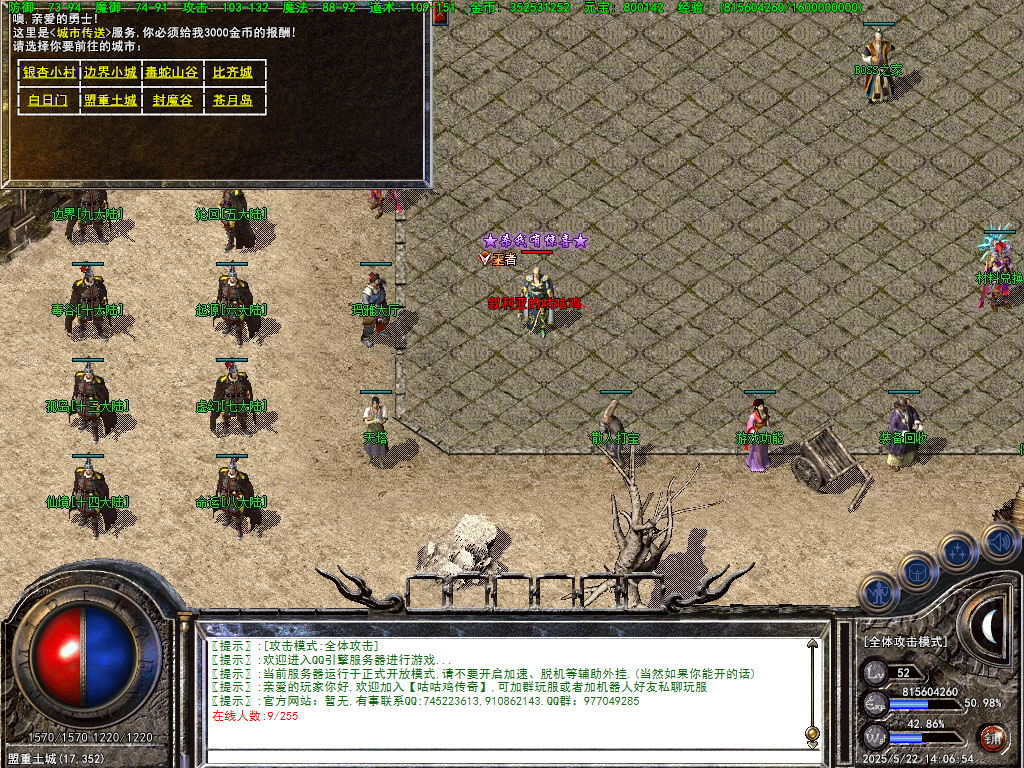 防御: 73-94 魔御: 74-91 攻击: 103-132 魔法: 88-92 道术: 109-151 金币: 352531252 元宝: 800142 经验: (815604260/1600000000)
噢,亲爱的勇士!
这里是<城市传送>服务,你必须给我3000金币的报酬!
请选择你要前往的城市:
银杏小村 边界小城 毒蛇山谷 比齐城
白日门 盟重土城 封魔谷 苍月岛
BOSS之家
边界[九大陆] 轮回[五大陆]
王者
材料兑换
毒谷[十大陆] 起源[六大陆] 玛雅大厅
孤岛[十三大陆] 虚幻[七大陆]
天塔 散人打宝 游戏功能 装备回收
仙境[十四大陆] 命运[八大陆]
[全体攻击模式]
〖提示〗:[攻击模式:全体攻击]
〖提示〗:欢迎进入QQ引擎服务器进行游戏...
〖提示〗:当前服务器运行于正式开放模式,请不要开启加速、脱机等辅助外挂.(当然如果你能开的话)
〖提示〗:亲爱的玩家你好,欢迎加入【咕咕鸡传奇】,可加群玩服或者加机器人好友私聊玩服
〖提示〗:官方网站：暂无,有事联系QQ:745223613,910862143,QQ群：977049285
在线人数:9/255
Lv 52
815604260
Exp 50.98%
42.86%
W
1570/1570 1220/1220
盟重土城(17,352)
2025/5/22 14:06:54